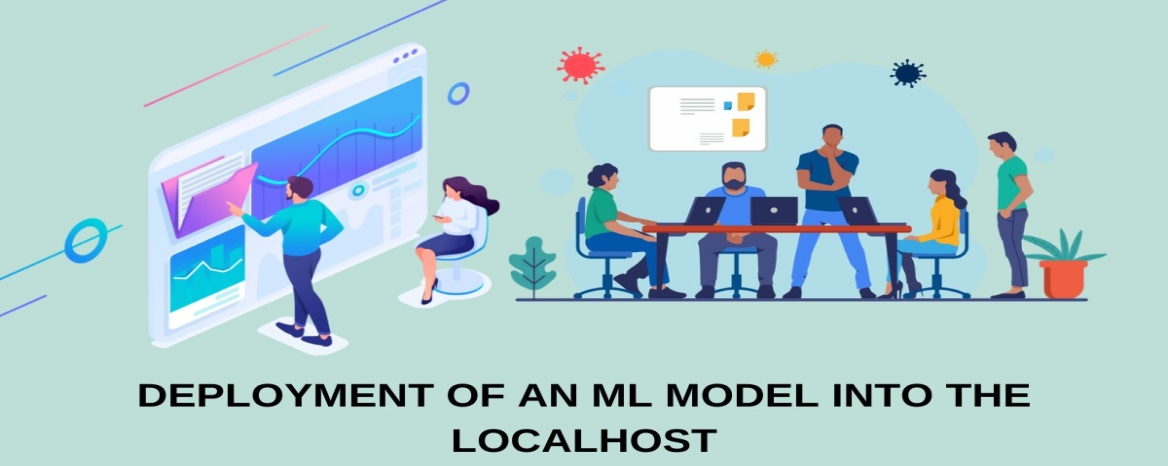 DEPLOYMENT OF AN ML MODEL INTO THE
LOCALHOST